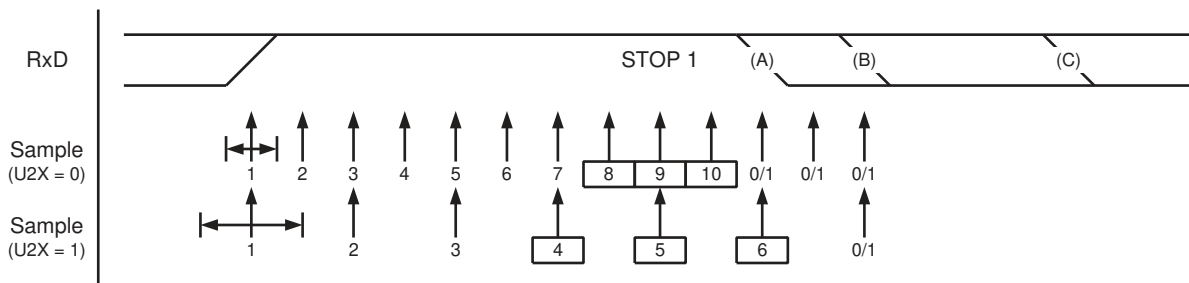 RxD STOP 1 (A) (B) (C)
Sample
(U2X = 0)
1 2 3 4 5 6 7 8 9 10 0/1 0/1 0/1
Sample
(U2X = 1)
1 2 3 4 5 6 0/1